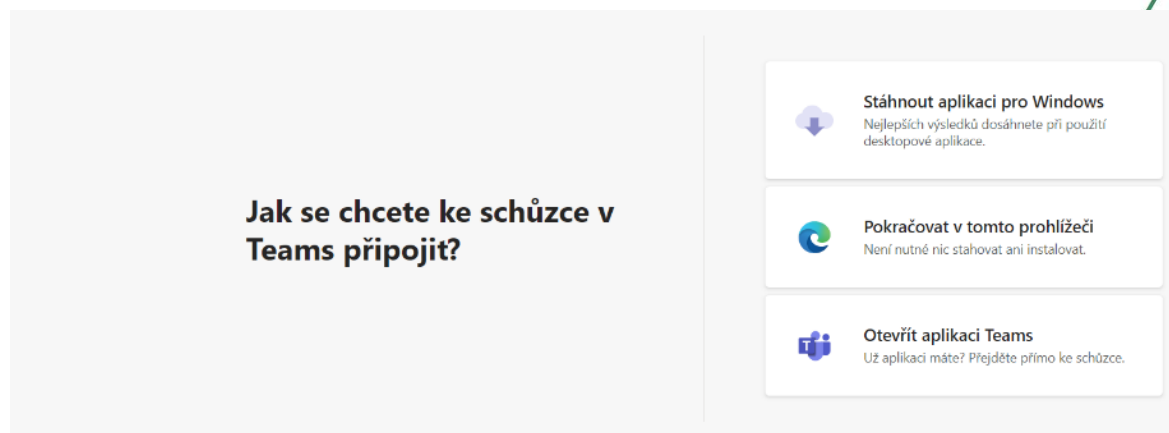 Jak se chcete ke schůzce v
Teams připojit?
Stáhnout aplikaci pro Windows
Nejlepších výsledků dosáhnete při použití
desktopové aplikace.
Pokračovat v tomto prohlížeči
Není nutné nic stahovat ani instalovat.
Otevřít aplikaci Teams
Už aplikaci máte? Přejděte přímo ke schůzce.